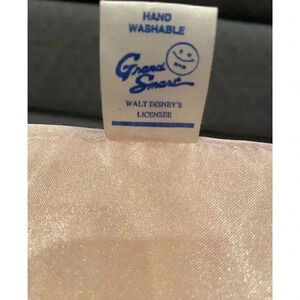 HAND
WASHABLE
Grand
Smart
WALT DISNEY'S
LICENSEE